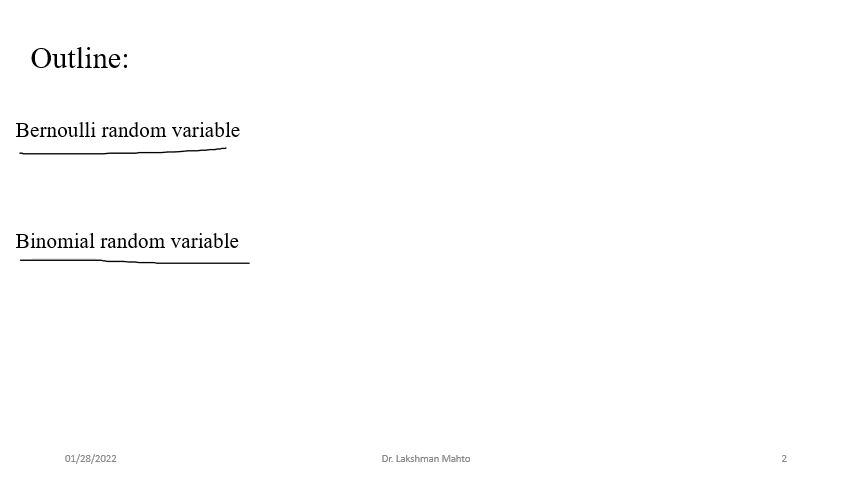 Outline:
Bernoulli random variable
Binomial random variable
01/28/2022 Dr. Lakshman Mahto 2